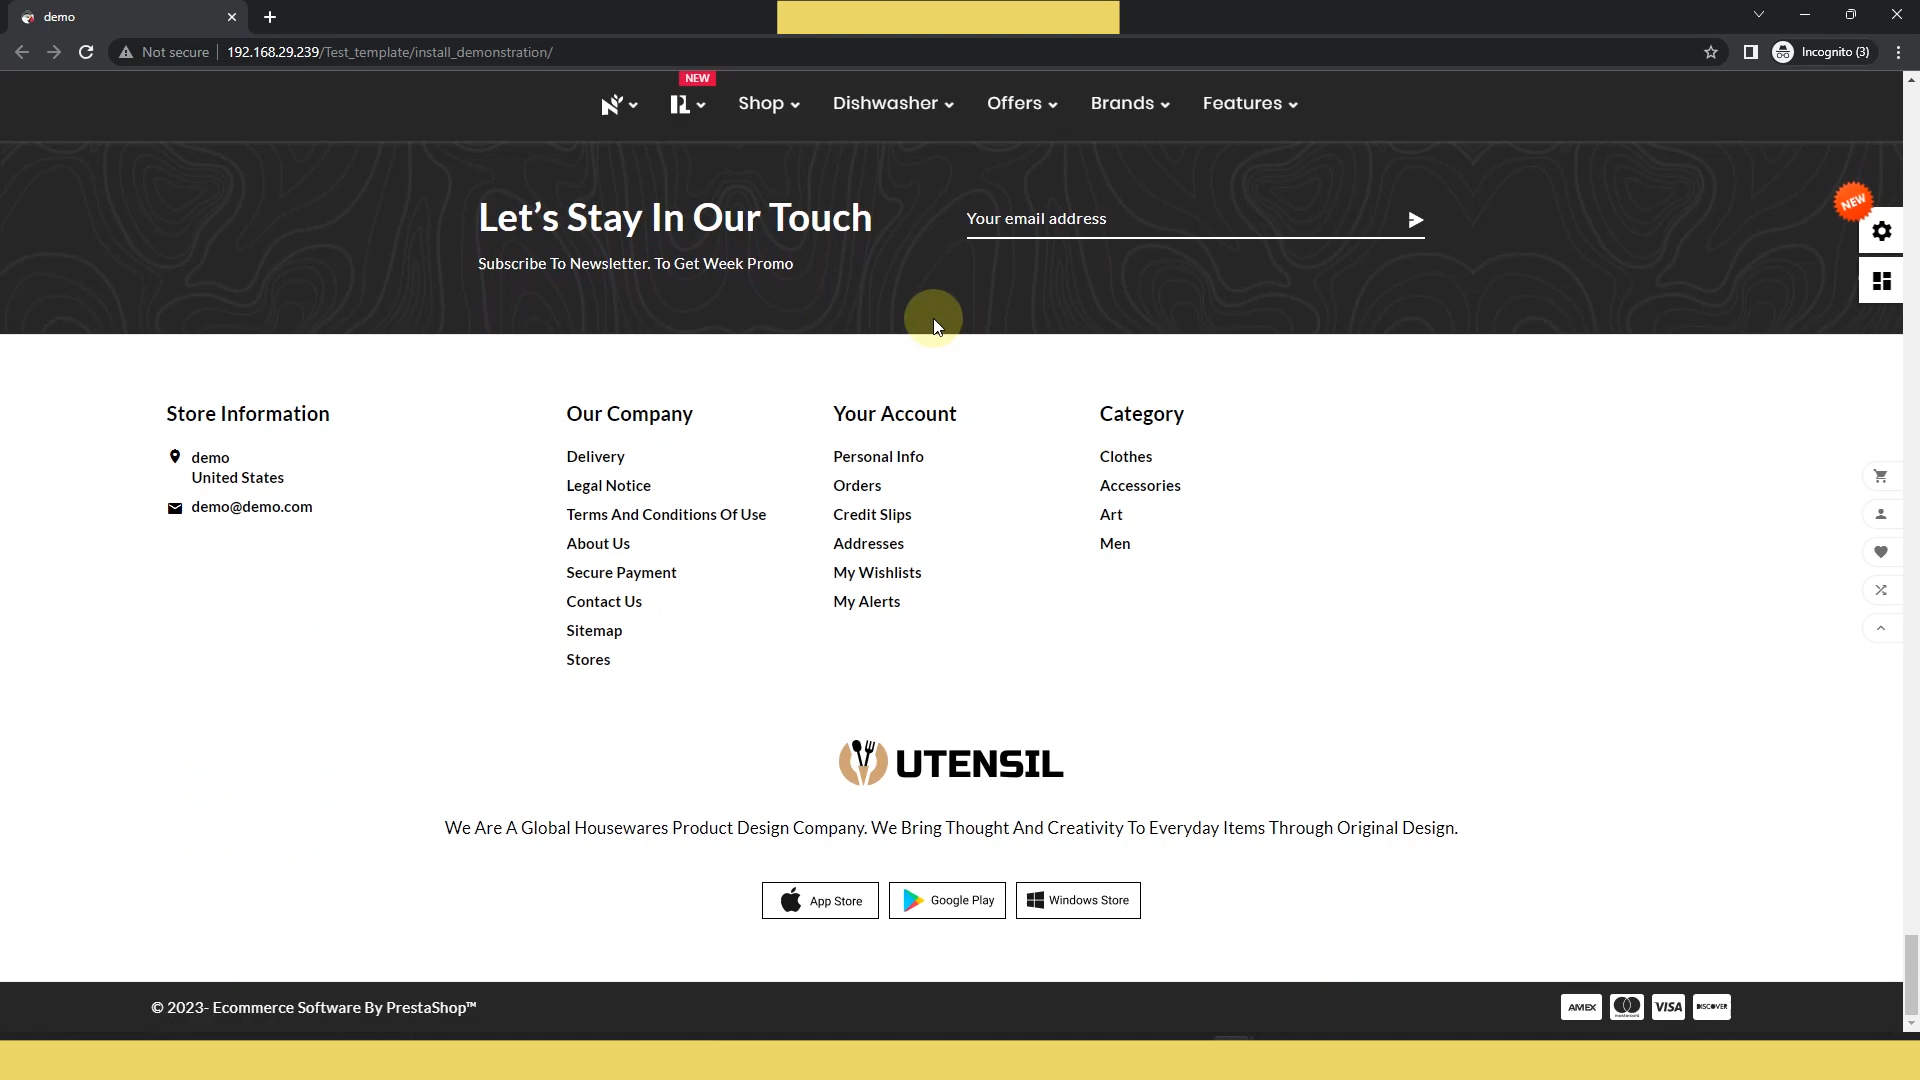 demo
Not secure
192.168.29.239/Test_template/install_demonstration/
Incognito (3)
NEW
Shop
Dishwasher
Offers
Brands
Features
Let’s Stay In Our Touch
Subscribe To Newsletter. To Get Week Promo
Your email address
NEW
Store Information
demo
United States
demo@demo.com
Our Company
Delivery
Legal Notice
Terms And Conditions Of Use
About Us
Secure Payment
Contact Us
Sitemap
Stores
Your Account
Personal Info
Orders
Credit Slips
Addresses
My Wishlists
My Alerts
Category
Clothes
Accessories
Art
Men
UTENSIL
We Are A Global Housewares Product Design Company. We Bring Thought And Creativity To Everyday Items Through Original Design.
App Store
Google Play
Windows Store
© 2023- Ecommerce Software By PrestaShop™
AMEX
mastercard
VISA
DISCOVER